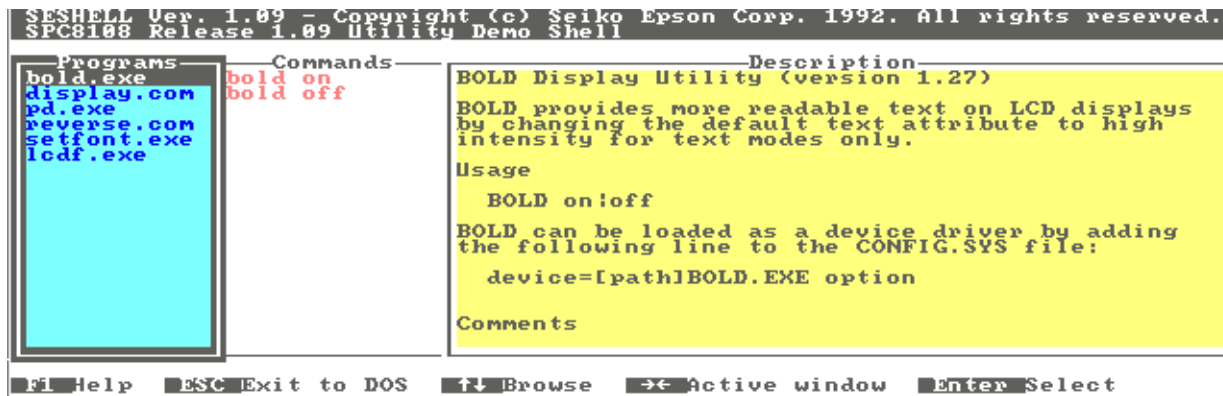 SESHELL Ver. 1.09 - Copyright (c) Seiko Epson Corp. 1992. All rights reserved.
SPC8108 Release 1.09 Utility Demo Shell
Programs
bold.exe
display.com
pd.exe
reverse.com
setfont.exe
lcdf.exe
Commands
bold on
bold off
Description
BOLD Display Utility (version 1.27)
BOLD provides more readable text on LCD displays
by changing the default text attribute to high
intensity for text modes only.
Usage
BOLD on¦off
BOLD can be loaded as a device driver by adding
the following line to the CONFIG.SYS file:
device=[path]BOLD.EXE option
Comments
F1 Help ESC Exit to DOS ↑↓ Browse →← Active window Enter Select